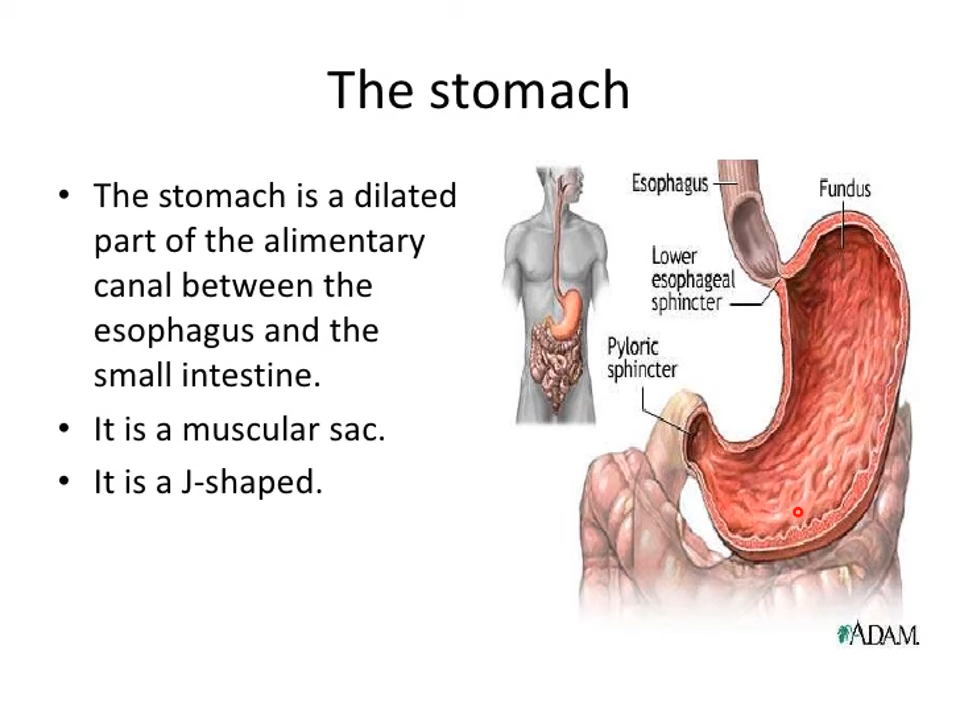 The stomach
• The stomach is a dilated
part of the alimentary
canal between the
esophagus and the
small intestine.
• It is a muscular sac.
• It is a J-shaped.
Esophagus
Fundus
Lower
esophageal
sphincter
Pyloric
sphincter
ADAM.